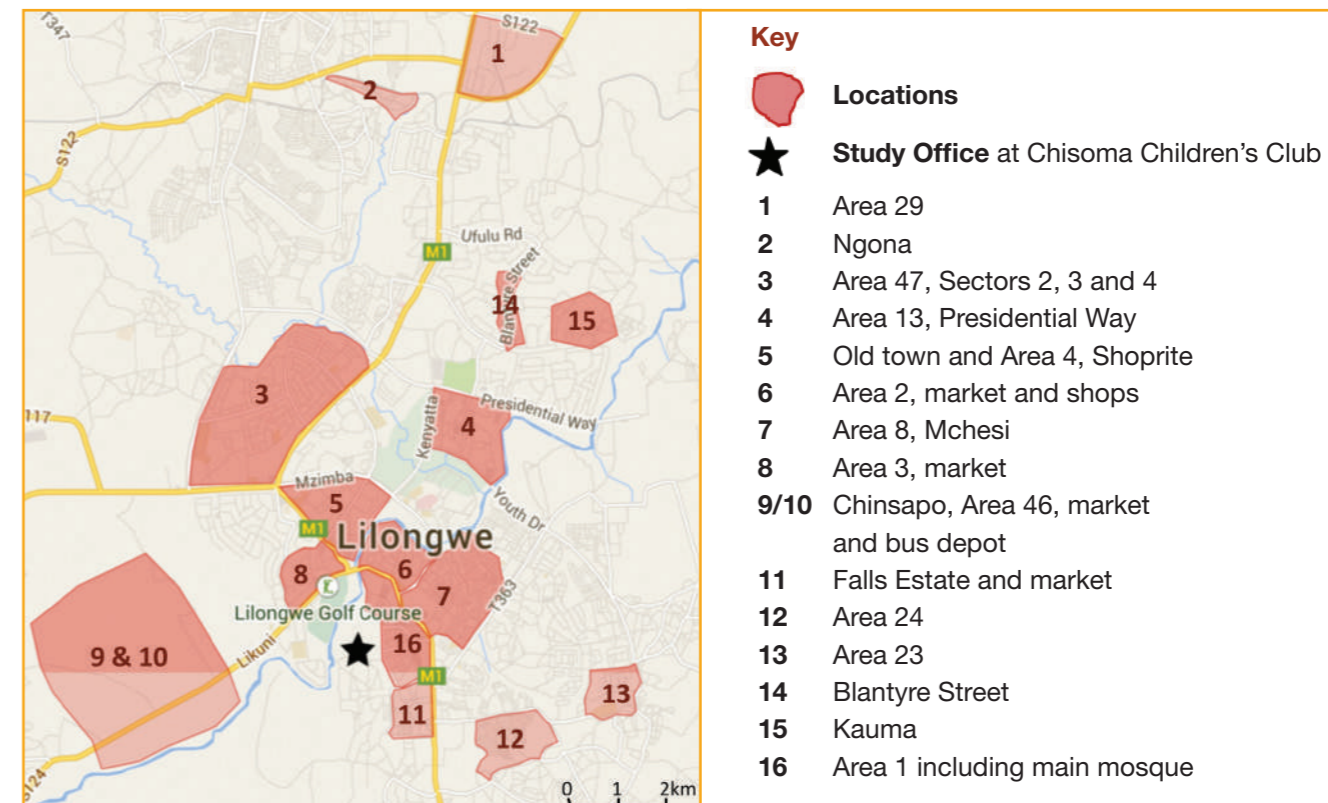 T347
S122
1
2
S122
M1
Ufulu Rd
Blantyre Street
14
15
3
117
Kenyatta
Presidential Way
4
Mzimba
5
Youth Dr
M1
Lilongwe
8
6
7
T363
Lilongwe Golf Course
9 & 10
Likuni
16
M1
11
13
12
S124
0 1 2km
Key
Locations
Study Office at Chisoma Children's Club
1 Area 29
2 Ngona
3 Area 47, Sectors 2, 3 and 4
4 Area 13, Presidential Way
5 Old town and Area 4, Shoprite
6 Area 2, market and shops
7 Area 8, Mchesi
8 Area 3, market
9/10 Chinsapo, Area 46, market
and bus depot
11 Falls Estate and market
12 Area 24
13 Area 23
14 Blantyre Street
15 Kauma
16 Area 1 including main mosque